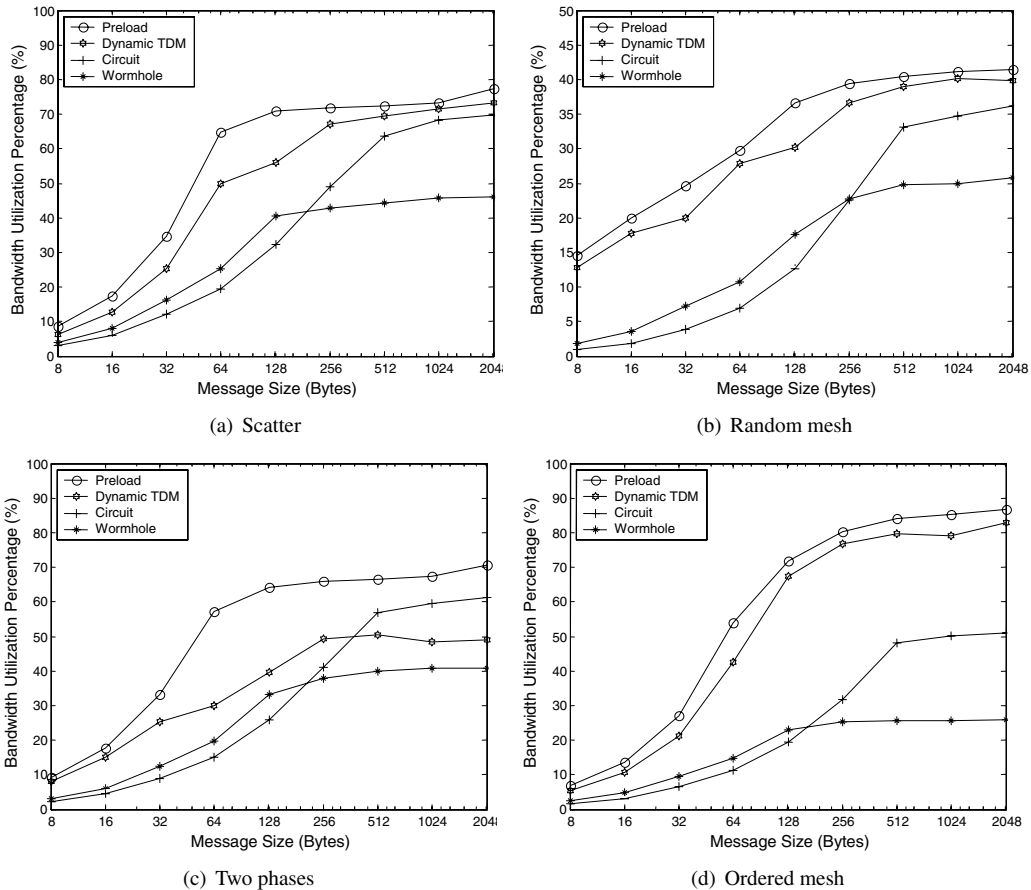 100
90
80
70
60
50
40
30
20
10
0
Bandwidth Utilization Percentage (%)
Preload
Dynamic TDM
Circuit
Wormhole
8 16 32 64 128 256 512 1024 2048
Message Size (Bytes)
(a) Scatter
50
45
40
35
30
25
20
15
10
5
0
Bandwidth Utilization Percentage (%)
Preload
Dynamic TDM
Circuit
Wormhole
8 16 32 64 128 256 512 1024 2048
Message Size (Bytes)
(b) Random mesh
100
90
80
70
60
50
40
30
20
10
0
Bandwidth Utilization Percentage (%)
Preload
Dynamic TDM
Circuit
Wormhole
8 16 32 64 128 256 512 1024 2048
Message Size (Bytes)
(c) Two phases
100
90
80
70
60
50
40
30
20
10
0
Bandwidth Utilization Percentage (%)
Preload
Dynamic TDM
Circuit
Wormhole
8 16 32 64 128 256 512 1024 2048
Message Size (Bytes)
(d) Ordered mesh